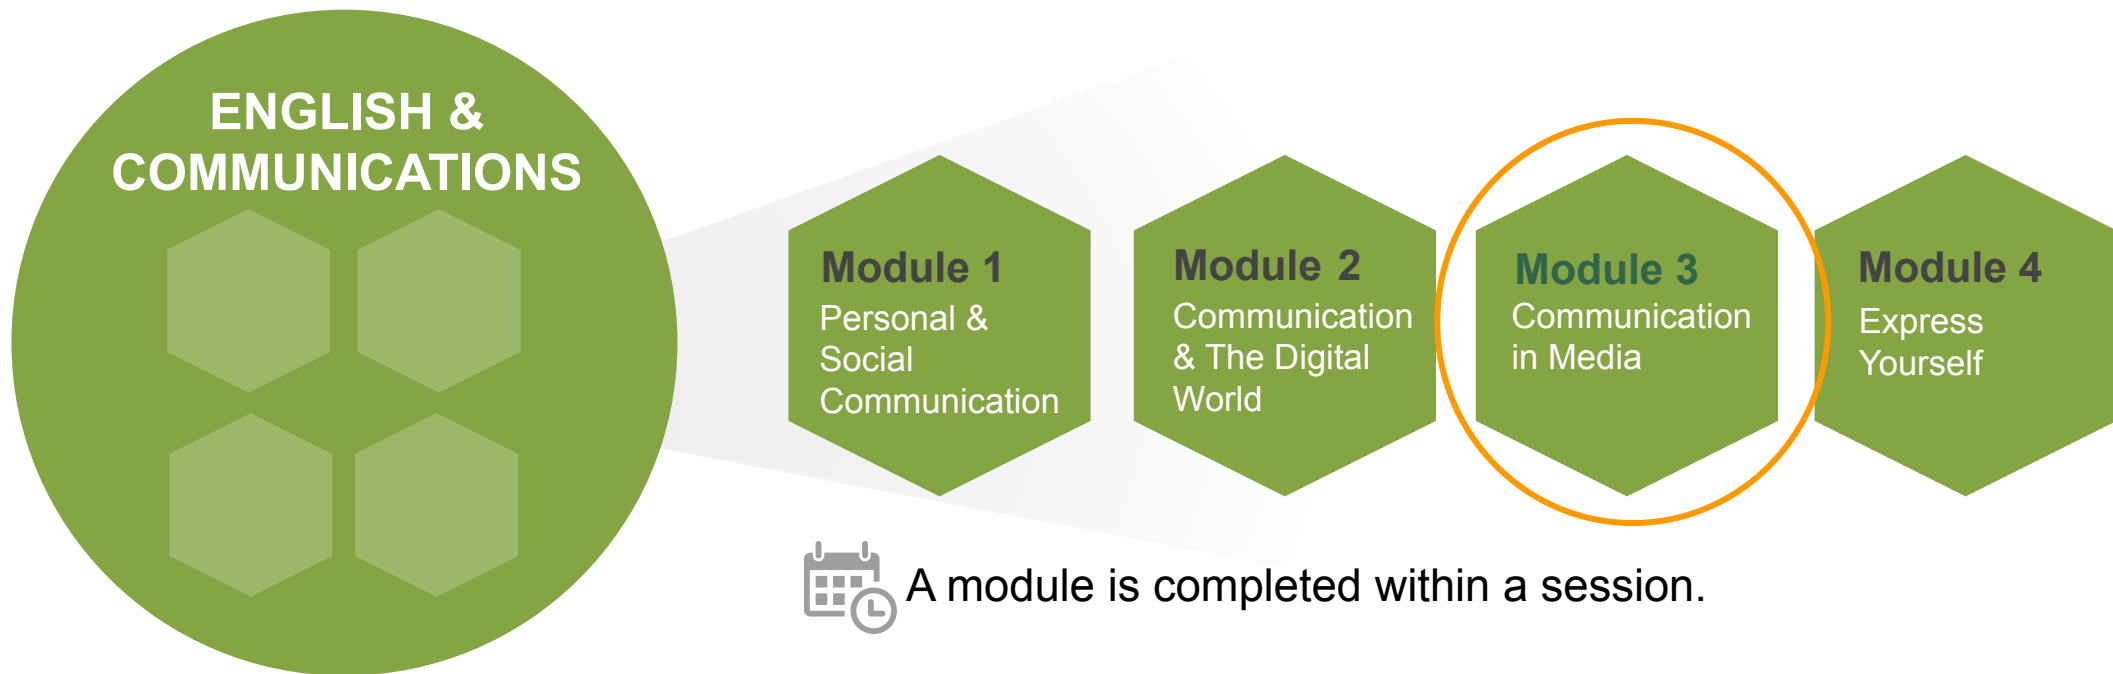 ENGLISH &
COMMUNICATIONS
Module 1
Personal &
Social
Communication
Module 2
Communication
& The Digital
World
Module 3
Communication
in Media
Module 4
Express
Yourself
A module is completed within a session.